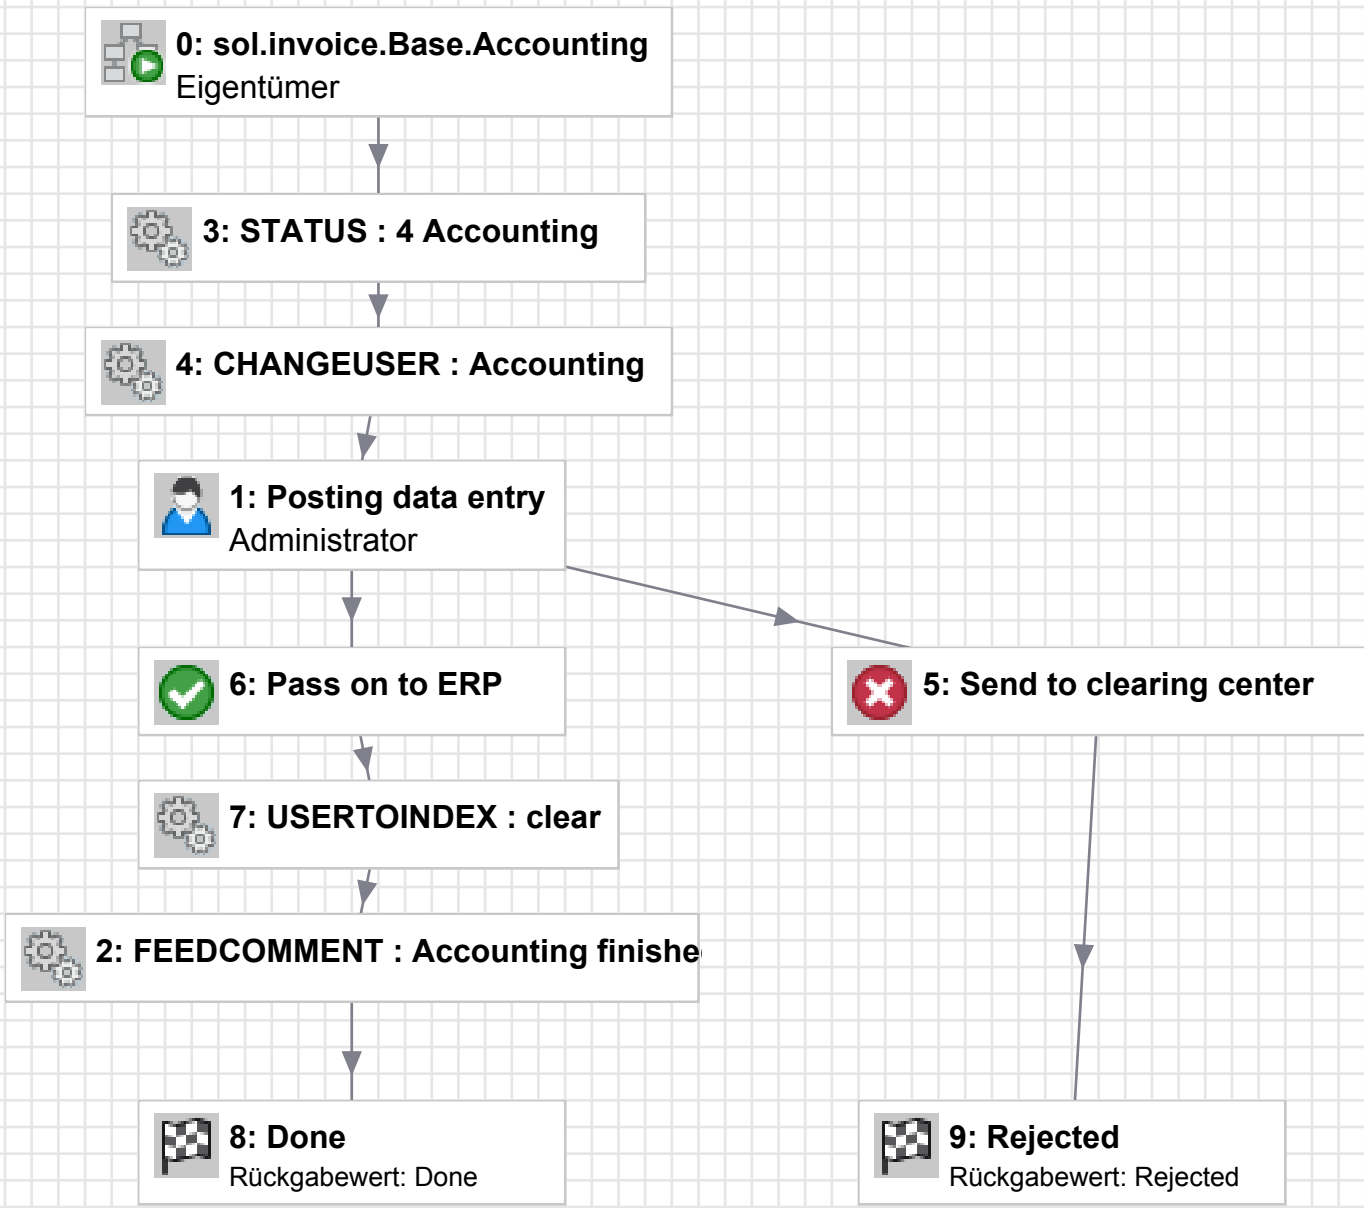 0: sol.invoice.Base.Accounting
Eigentümer
3: STATUS : 4 Accounting
4: CHANGEUSER : Accounting
1: Posting data entry
Administrator
6: Pass on to ERP
5: Send to clearing center
7: USERTOINDEX : clear
2: FEEDCOMMENT : Accounting finishe
8: Done
Rückgabewert: Done
9: Rejected
Rückgabewert: Rejected